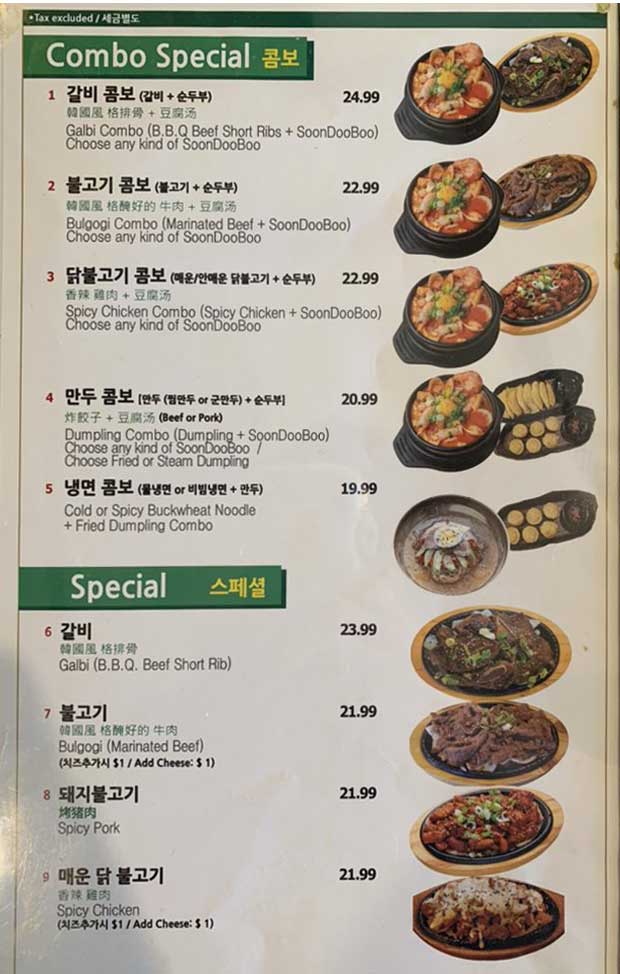 •Tax excluded / 세금별도
Combo Special 콤보
1 갈비 콤보 (갈비 + 순두부) 24.99
韓國風 格排骨 + 豆腐汤
Galbi Combo (B.B.Q Beef Short Ribs + SoonDooBoo)
Choose any kind of SoonDooBoo
2 불고기 콤보 (불고기 + 순두부) 22.99
韓國風 格醃好的 牛肉 + 豆腐汤
Bulgogi Combo (Marinated Beef + SoonDooBoo)
Choose any kind of SoonDooBoo
3 닭불고기 콤보 (매운/안매운 닭불고기 + 순두부) 22.99
香辣 雞肉 + 豆腐汤
Spicy Chicken Combo (Spicy Chicken + SoonDooBoo)
Choose any kind of SoonDooBoo
4 만두 콤보 [만두 (찜만두 or 군만두) + 순두부] 20.99
炸餃子 + 豆腐汤 (Beef or Pork)
Dumpling Combo (Dumpling + SoonDooBoo)
Choose any kind of SoonDooBoo /
Choose Fried or Steam Dumpling
5 냉면 콤보 (물냉면 or 비빔냉면 + 만두) 19.99
Cold or Spicy Buckwheat Noodle
+ Fried Dumpling Combo
Special 스페셜
6 갈비 23.99
韓國風 格排骨
Galbi (B.B.Q. Beef Short Rib)
7 불고기 21.99
韓國風 格醃好的 牛肉
Bulgogi (Marinated Beef)
(치즈추가시 $1 / Add Cheese: $ 1)
8 돼지불고기 21.99
烤猪肉
Spicy Pork
9 매운 닭 불고기 21.99
香辣 雞肉
Spicy Chicken
(치즈추가시 $1 / Add Cheese: $ 1)